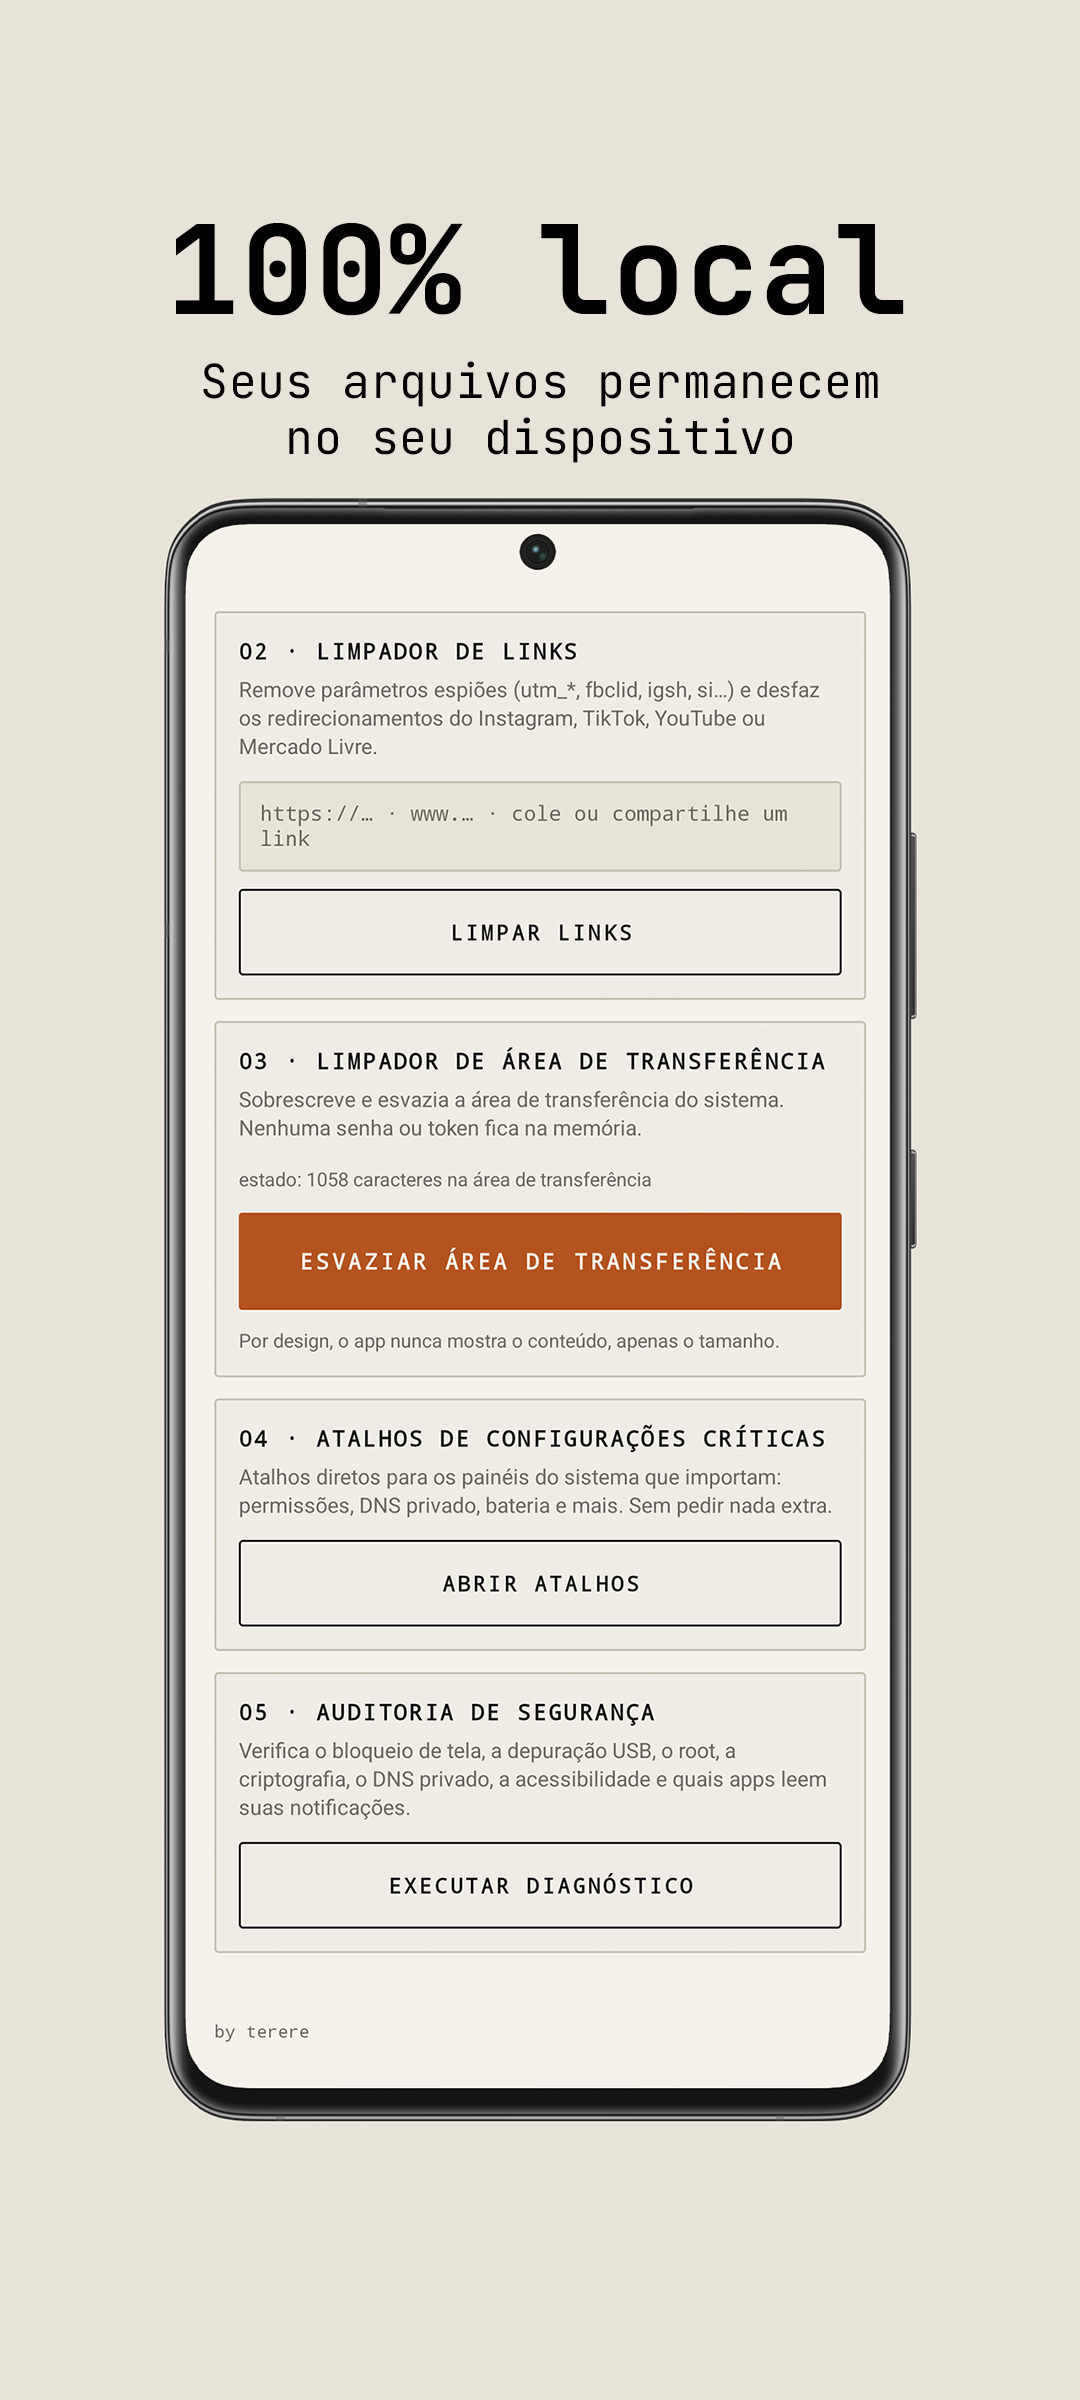 100% local
Seus arquivos permanecem
no seu dispositivo
02 · LIMPADOR DE LINKS
Remove parâmetros espiões (utm_*, fbclid, igsh, si…) e desfaz
os redirecionamentos do Instagram, TikTok, YouTube ou
Mercado Livre.
https://… · www.… · cole ou compartilhe um
link
LIMPAR LINKS
03 · LIMPADOR DE ÁREA DE TRANSFERÊNCIA
Sobrescreve e esvazia a área de transferência do sistema.
Nenhuma senha ou token fica na memória.
estado: 1058 caracteres na área de transferência
ESVAZIAR ÁREA DE TRANSFERÊNCIA
Por design, o app nunca mostra o conteúdo, apenas o tamanho.
04 · ATALHOS DE CONFIGURAÇÕES CRÍTICAS
Atalhos diretos para os painéis do sistema que importam:
permissões, DNS privado, bateria e mais. Sem pedir nada extra.
ABRIR ATALHOS
05 · AUDITORIA DE SEGURANÇA
Verifica o bloqueio de tela, a depuração USB, o root, a
criptografia, o DNS privado, a acessibilidade e quais apps leem
suas notificações.
EXECUTAR DIAGNÓSTICO
by terere